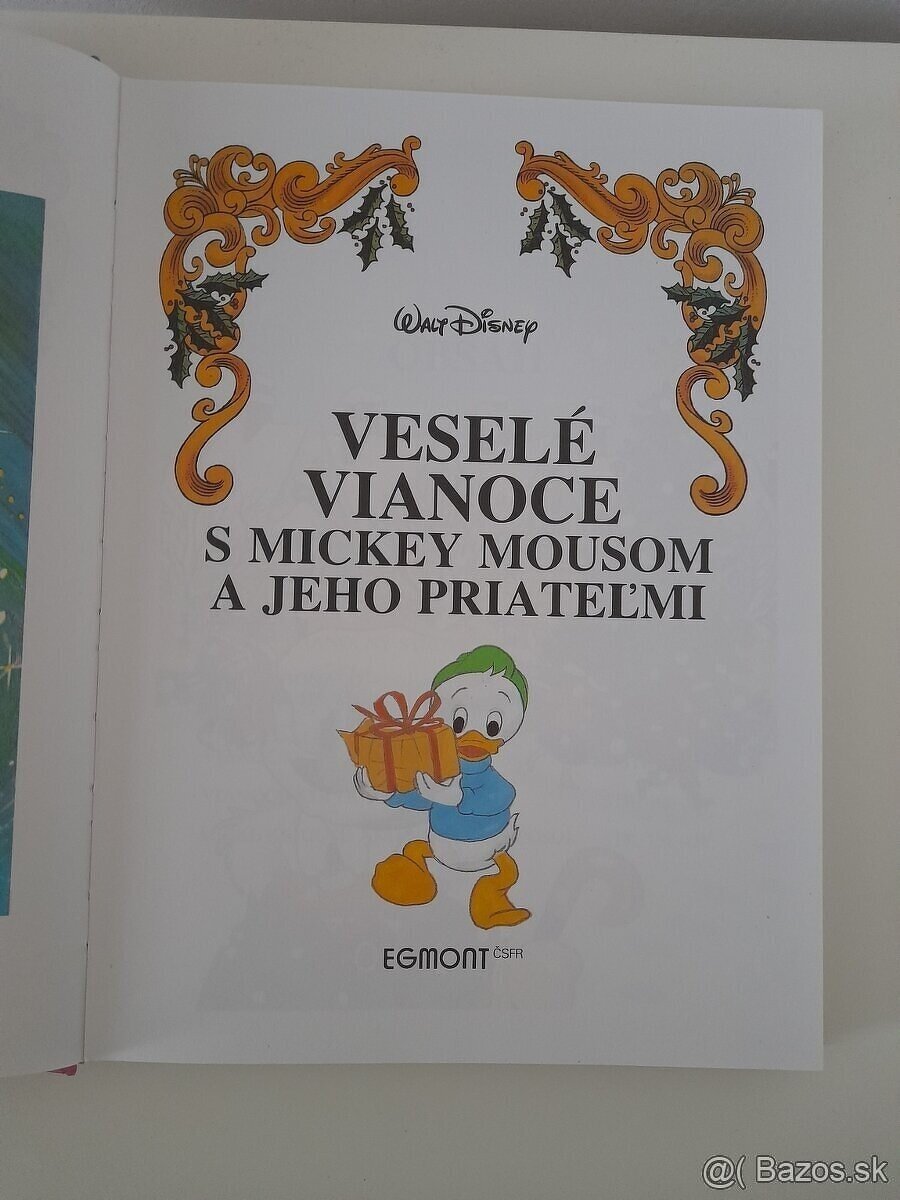 WALT DISNEY
VESELÉ
VIANOCE
S MICKEY MOUSOM
A JEHO PRIATEĽMI
EGMONT ČSFR
@( Bazos.sk